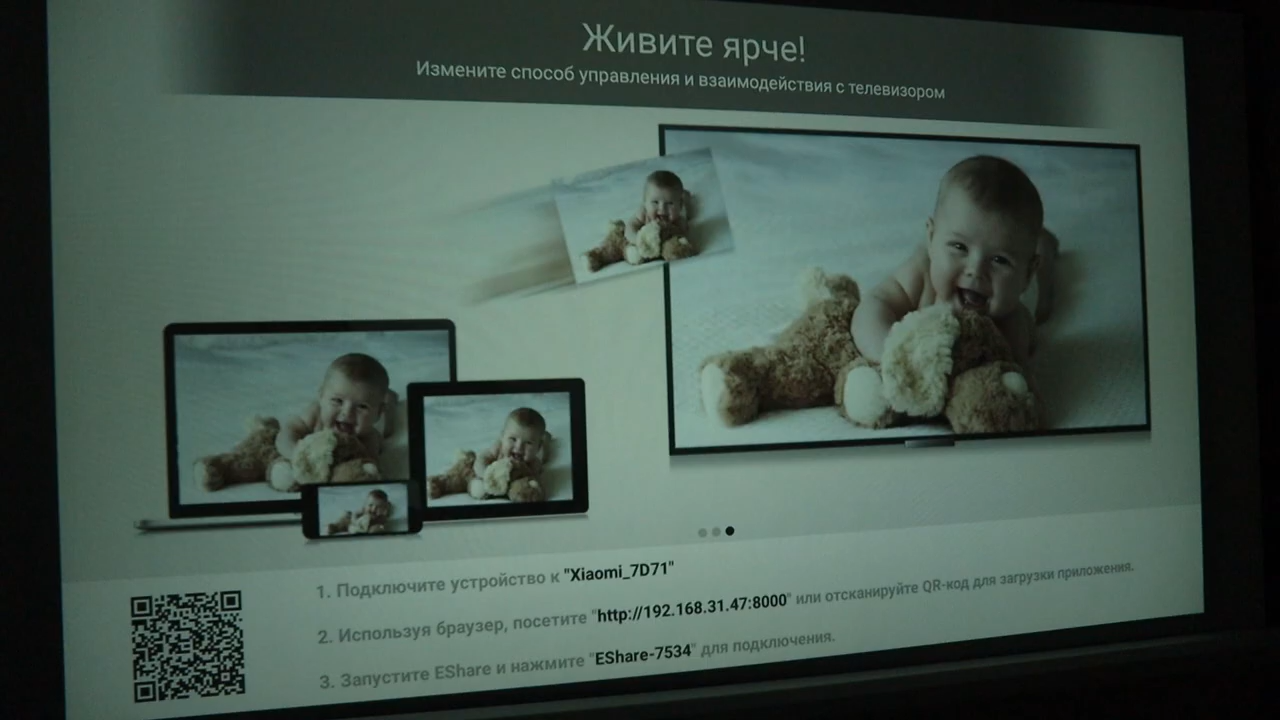 Живите ярче!
Измените способ управления и взаимодействия с телевизором
1. Подключите устройство к "Xiaomi_7D71"
2. Используя браузер, посетите "http://192.168.31.47:8000" или отсканируйте QR-код для загрузки приложения.
3. Запустите EShare и нажмите "EShare-7534" для подключения.